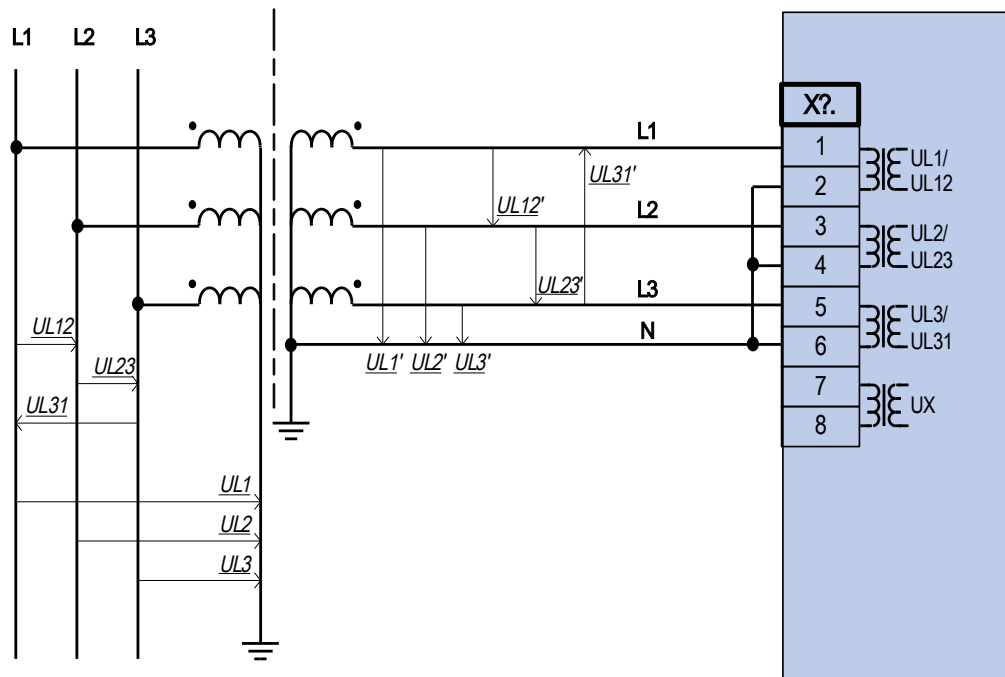 L1 L2 L3
X?.
L1
1
UL1/
UL31'
2
UL12
UL12'
L2
3
UL2/
4
UL23
UL23'
L3
5
UL3/
UL12
N
6
UL31
UL23
UL1' UL2' UL3'
7
UL31
8
UX
UL1
UL2
UL3